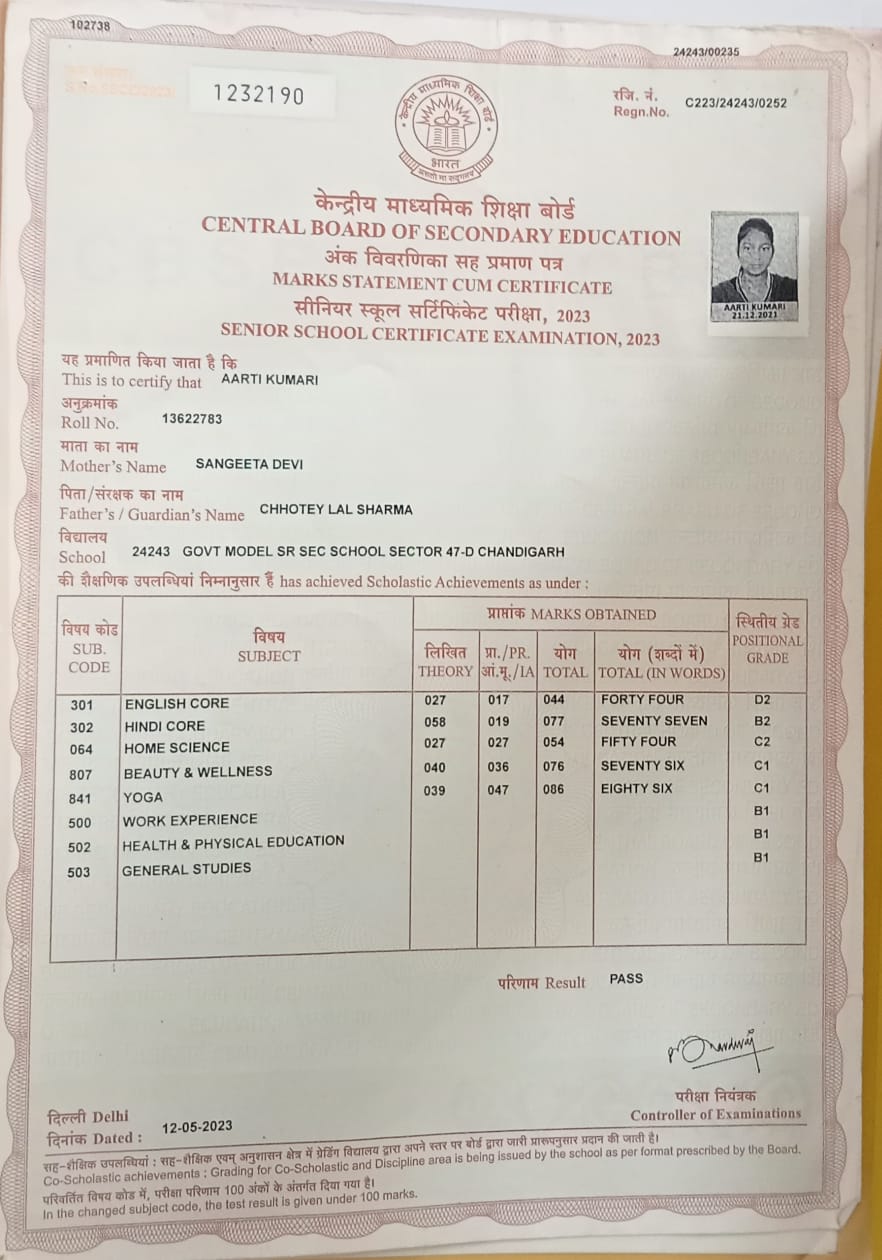 102738
24243/00235
1232190
रजि. नं.
Regn.No. C223/24243/0252
केन्द्रीय माध्यमिक शिक्षा बोर्ड
भारत
असतो मा सद्गमय
केन्द्रीय माध्यमिक शिक्षा बोर्ड
CENTRAL BOARD OF SECONDARY EDUCATION
अंक विवरणिका सह प्रमाण पत्र
MARKS STATEMENT CUM CERTIFICATE
सीनियर स्कूल सर्टिफिकेट परीक्षा, 2023
SENIOR SCHOOL CERTIFICATE EXAMINATION, 2023
AARTI KUMARI
21.12.2021
यह प्रमाणित किया जाता है कि
This is to certify that AARTI KUMARI
अनुक्रमांक
Roll No. 13622783
माता का नाम
Mother's Name SANGEETA DEVI
पिता/संरक्षक का नाम
Father's / Guardian's Name CHHOTEY LAL SHARMA
विद्यालय
School 24243 GOVT MODEL SR SEC SCHOOL SECTOR 47-D CHANDIGARH
की शैक्षणिक उपलब्धियां निम्नानुसार हैं has achieved Scholastic Achievements as under :
विषय कोड SUB. CODE
विषय SUBJECT
प्राप्तांक MARKS OBTAINED
लिखित THEORY
प्रा./PR. आं.मू./IA
योग TOTAL
योग (शब्दों में) TOTAL (IN WORDS)
स्थितीय ग्रेड POSITIONAL GRADE
301 ENGLISH CORE 027 017 044 FORTY FOUR D2
302 HINDI CORE 058 019 077 SEVENTY SEVEN B2
064 HOME SCIENCE 027 027 054 FIFTY FOUR C2
807 BEAUTY & WELLNESS 040 036 076 SEVENTY SIX C1
841 YOGA 039 047 086 EIGHTY SIX C1
500 WORK EXPERIENCE B1
502 HEALTH & PHYSICAL EDUCATION B1
503 GENERAL STUDIES B1
परिणाम Result PASS
परीक्षा नियंत्रक
Controller of Examinations
दिल्ली Delhi
दिनांक Dated : 12-05-2023
सह-शैक्षिक उपलब्धियां : सह-शैक्षिक एवम् अनुशासन क्षेत्र में ग्रेडिंग विद्यालय द्वारा अपने स्तर पर बोर्ड द्वारा जारी प्रारूपनुसार प्रदान की जाती है।
Co-Scholastic achievements : Grading for Co-Scholastic and Discipline area is being issued by the school as per format prescribed by the Board.
परिवर्तित विषय कोड में, परीक्षा परिणाम 100 अंकों के अंतर्गत दिया गया है।
In the changed subject code, the test result is given under 100 marks.